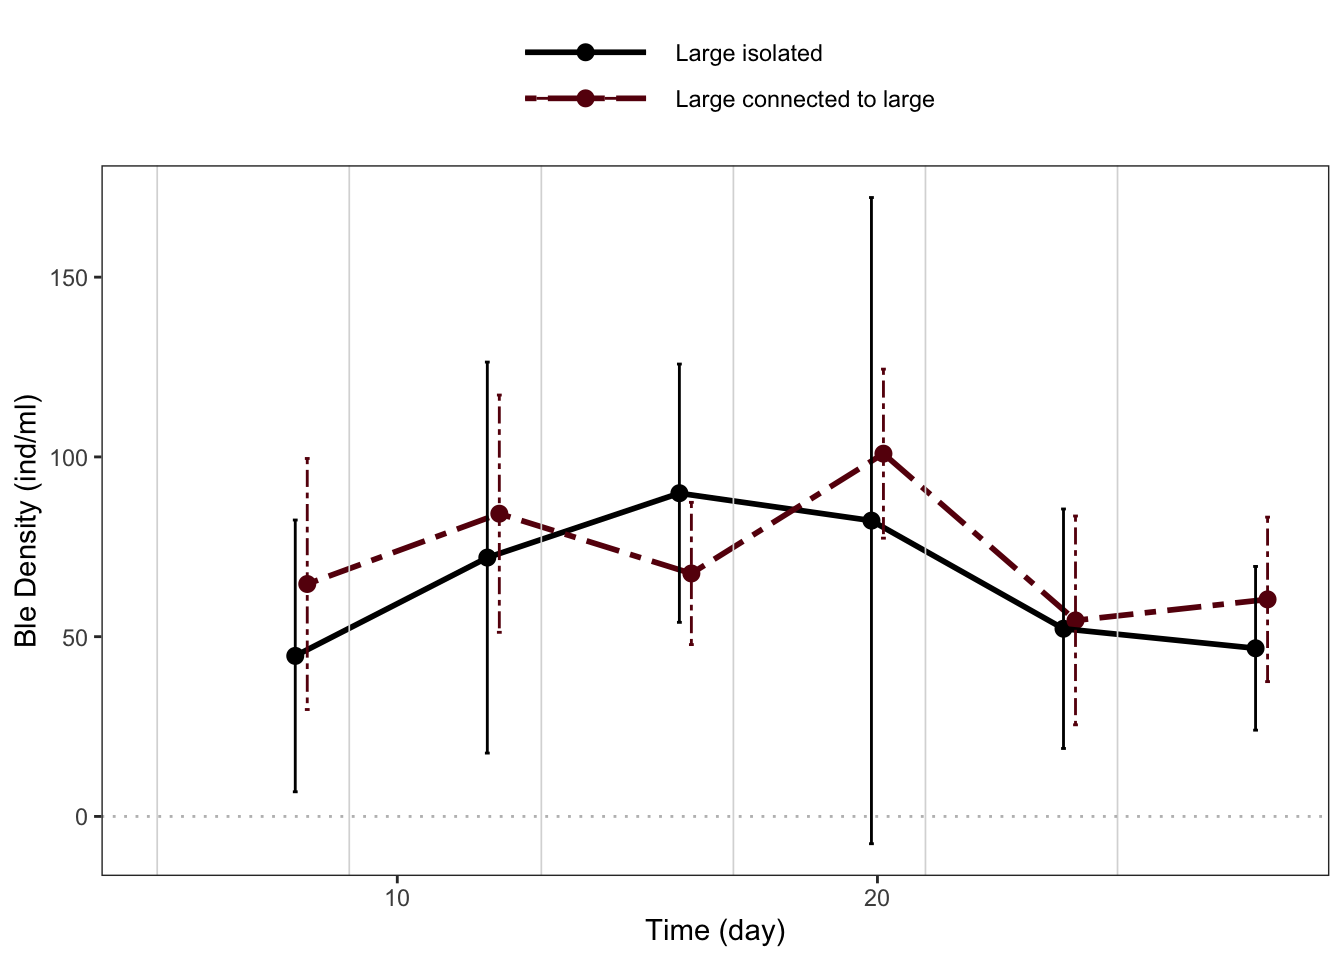 Large isolated
Large connected to large
150
100
50
0
Ble Density (ind/ml)
10
20
Time (day)